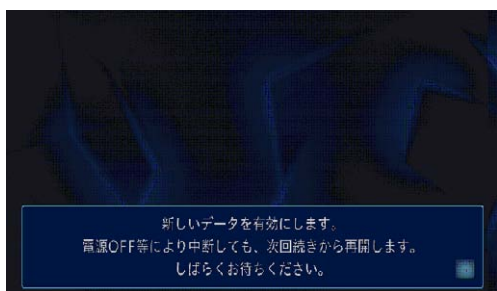 新しいデータを有効にします。
電源OFF等により中断しても、次回続きから再開します。
しばらくお待ちください。